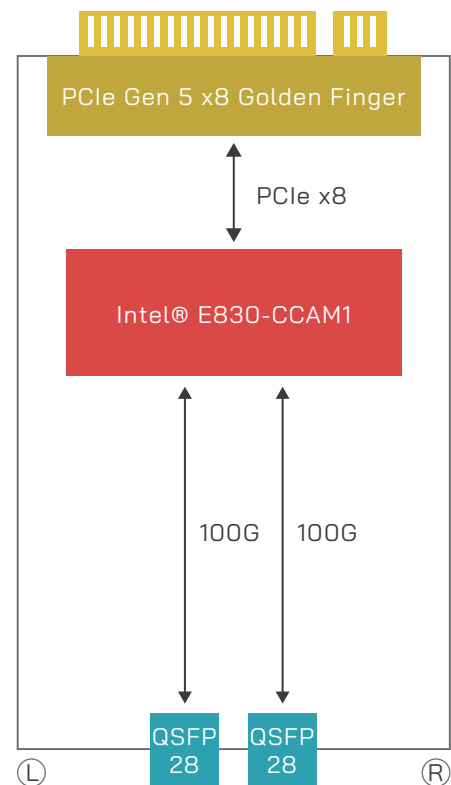 PCIe Gen 5 x8 Golden Finger
PCIe x8
Intel® E830-CCAM1
100G
100G
QSFP
28
QSFP
28
Ⓛ
Ⓡ